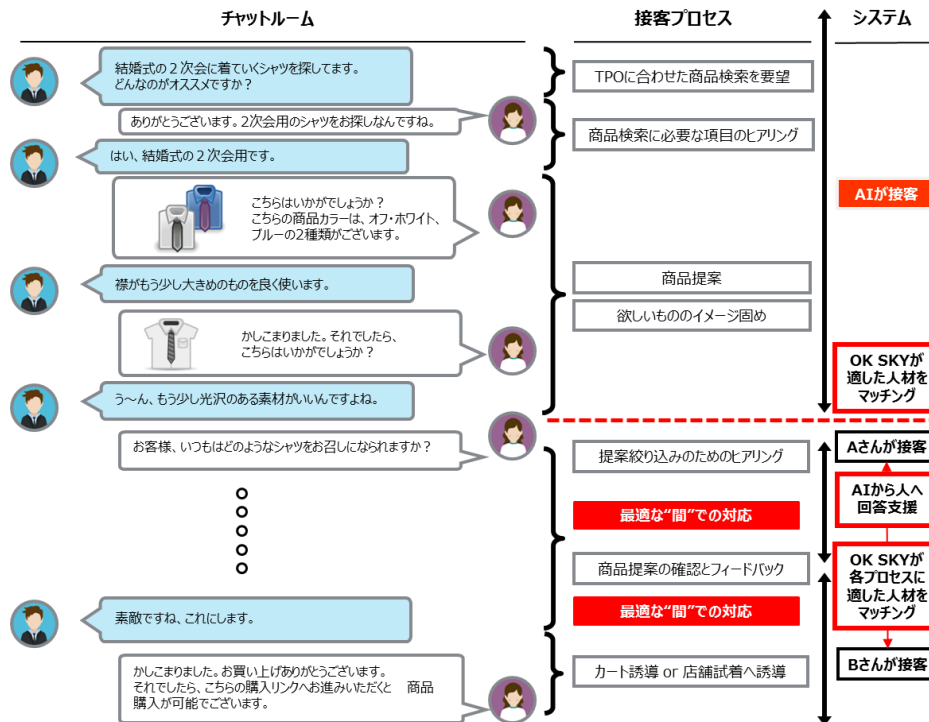 チャットルーム
接客プロセス
システム
結婚式の２次会に着ていくシャツを探してます。
どんなのがオススメですか？
TPOに合わせた商品検索を要望
ありがとうございます。2次会用のシャツをお探しなんですね。
商品検索に必要な項目のヒアリング
はい、結婚式の２次会用です。
AIが接客
こちらはいかがでしょうか？
こちらの商品カラーは、オフ・ホワイト、
ブルーの2種類がございます。
商品提案
襟がもう少し大きめのものを良く使います。
欲しいもののイメージ固め
かしこまりました。それでしたら、
こちらはいかがでしょうか？
OK SKYが
適した人材を
マッチング
う～ん、もう少し光沢のある素材がいいんですよね。
お客様、いつもはどのようなシャツをお召しになられますか？
提案絞り込みのためのヒアリング
Aさんが接客
AIから人へ
回答支援
最適な“間”での対応
商品提案の確認とフィードバック
OK SKYが
各プロセスに
適した人材を
マッチング
最適な“間”での対応
素敵ですね、これにします。
Bさんが接客
カート誘導 or 店舗試着へ誘導
かしこまりました。お買い上げありがとうございます。
それでしたら、こちらの購入リンクへお進みいただくと　商品
購入が可能でございます。